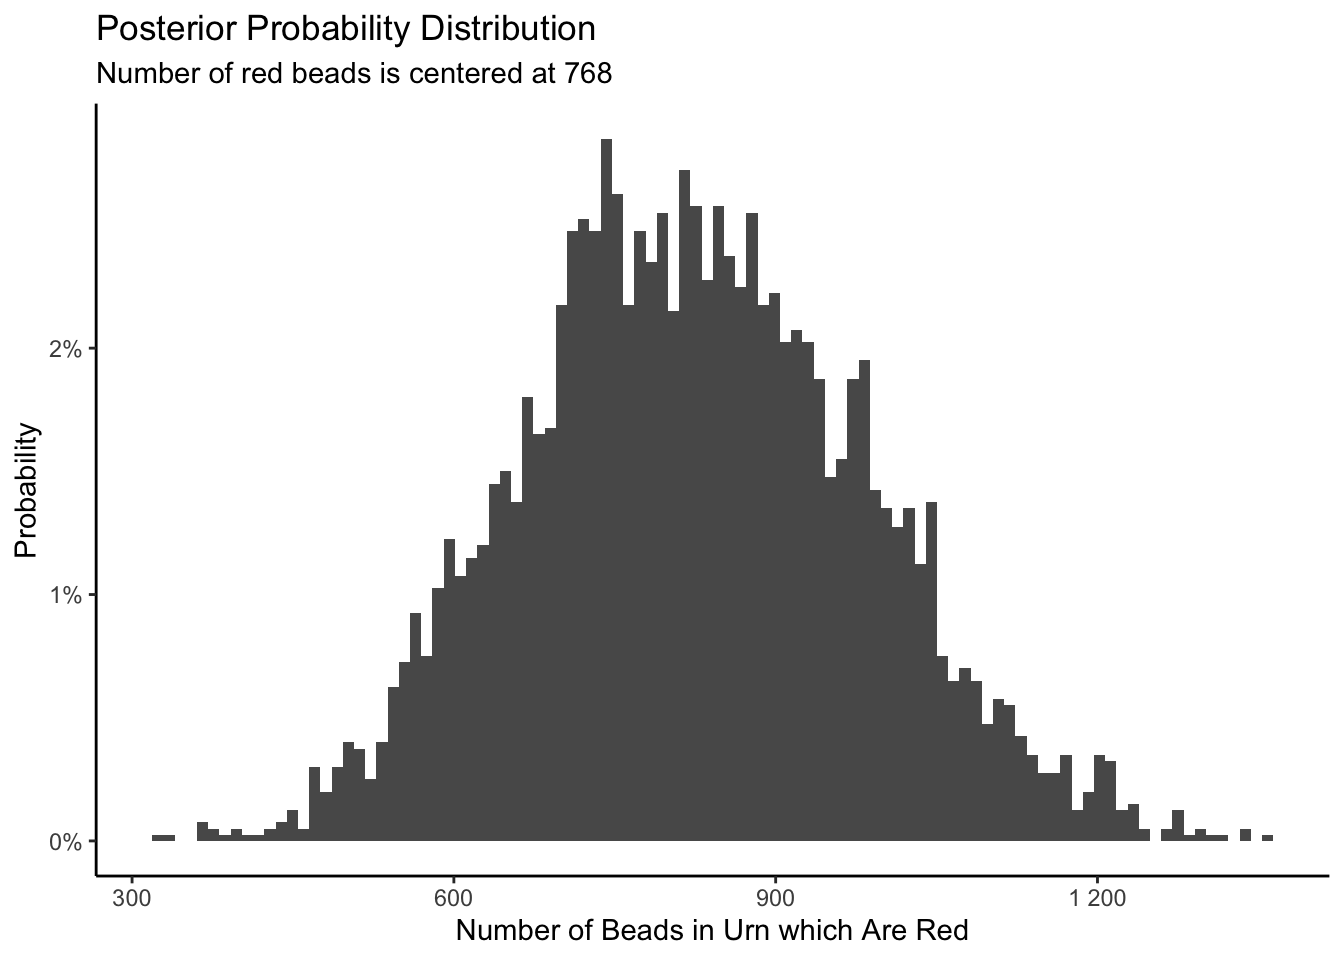 Posterior Probability Distribution
Number of red beads is centered at 768
Probability
2%
1%
0%
300 600 900 1 200
Number of Beads in Urn which Are Red